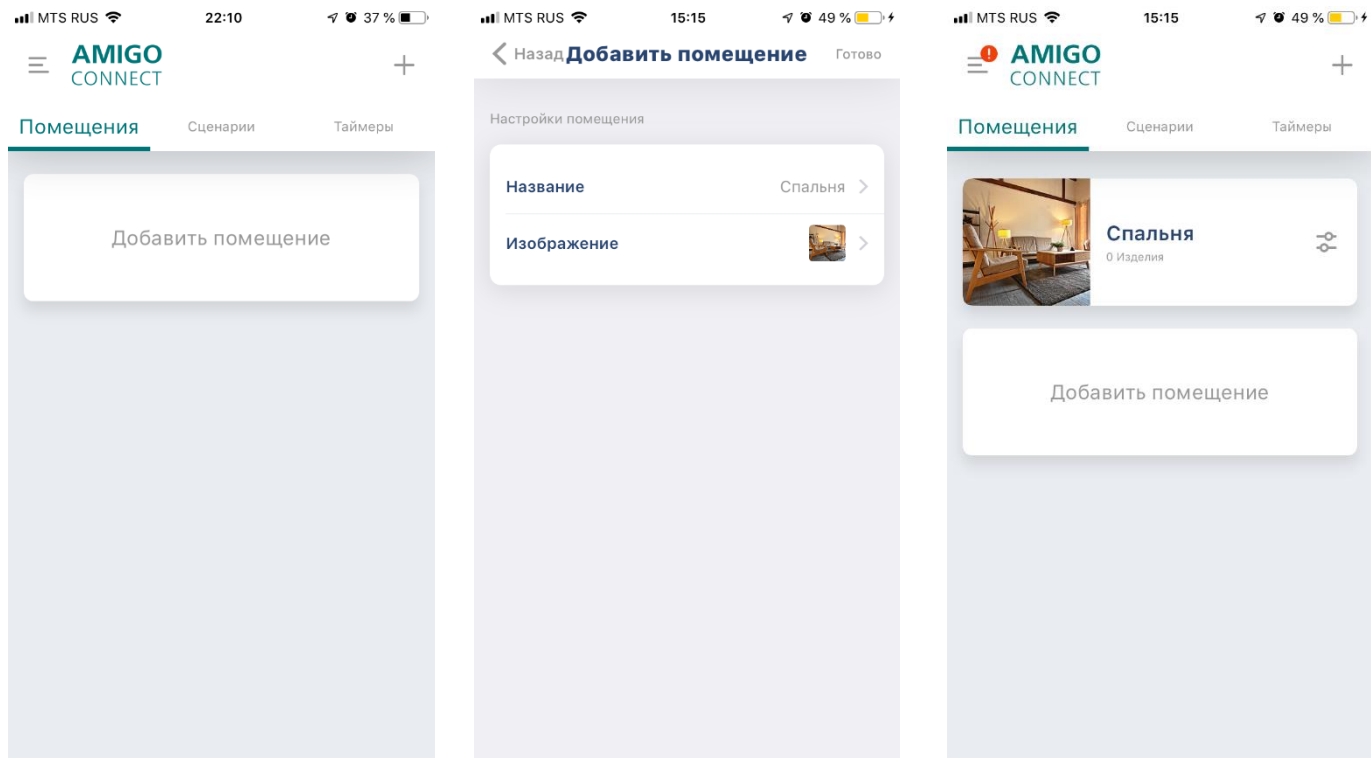 MTS RUS 22:10 37 %
AMIGO
CONNECT
Помещения Сценарии Таймеры
Добавить помещение
MTS RUS 15:15 49 %
Назад Добавить помещение Готово
Настройки помещения
Название Спальня
Изображение
MTS RUS 15:15 49 %
AMIGO
CONNECT
Помещения Сценарии Таймеры
Спальня
0 Изделия
Добавить помещение